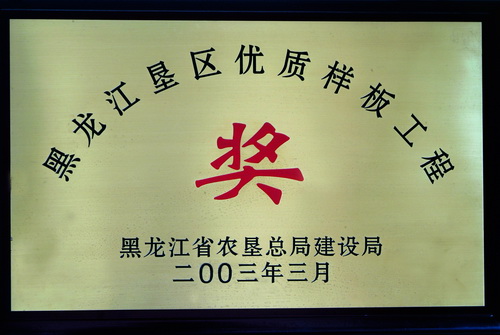 黑龙江垦区优质样板工程
奖
黑龙江省农垦总局建设局
二00三年三月